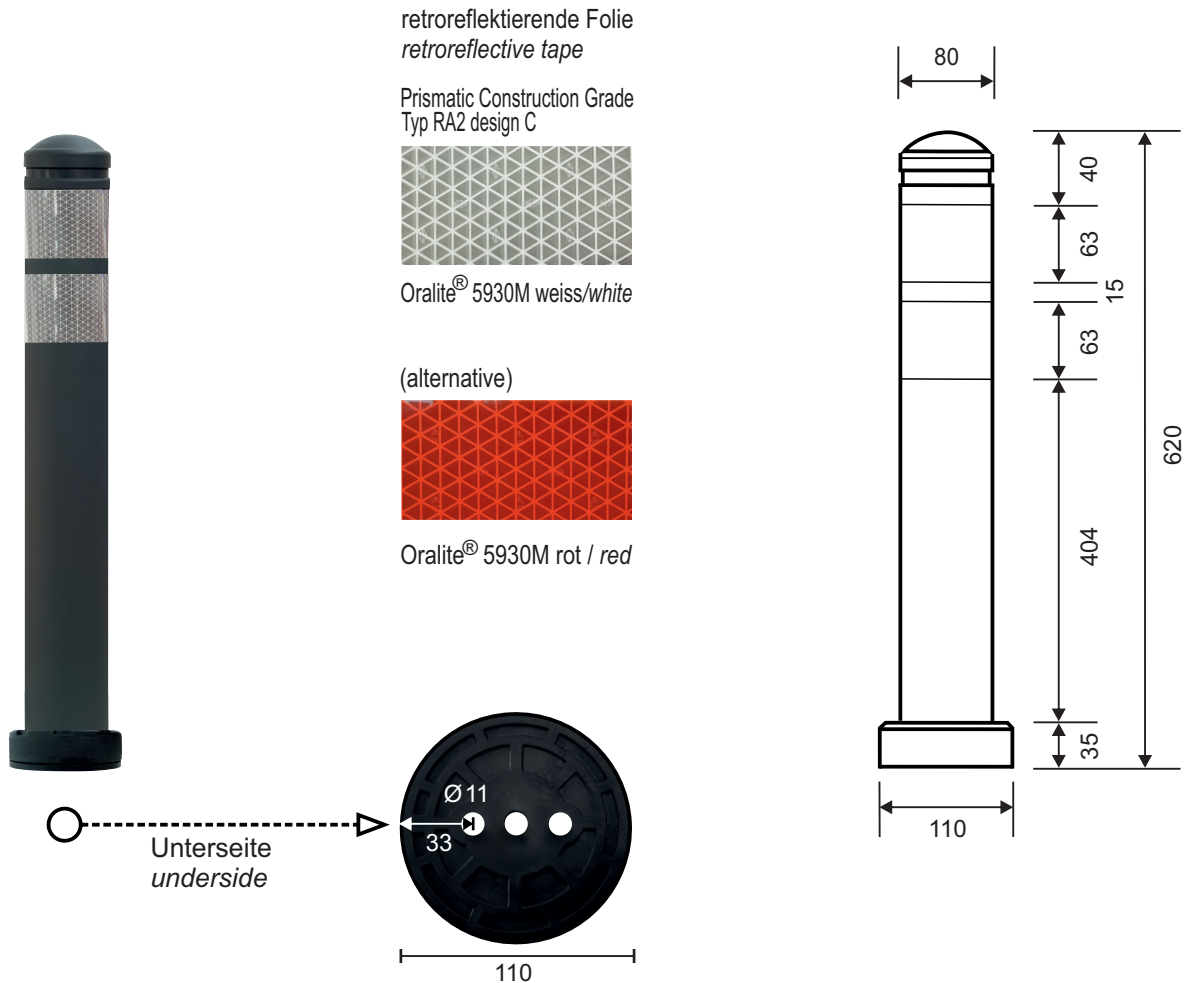 retroreflektierende Folie
retroreflective tape
Prismatic Construction Grade
Typ RA2 design C
Oralite® 5930M weiss/white
(alternative)
Oralite® 5930M rot / red
80
40
63
15
63
620
404
35
110
Ø 11
33
Unterseite
underside
110